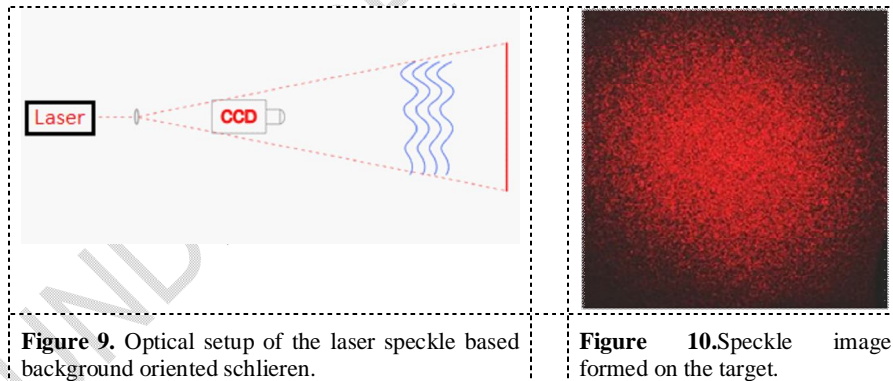 Laser
CCD
Figure 9. Optical setup of the laser speckle based
background oriented schlieren.
Figure 10.Speckle image
formed on the target.